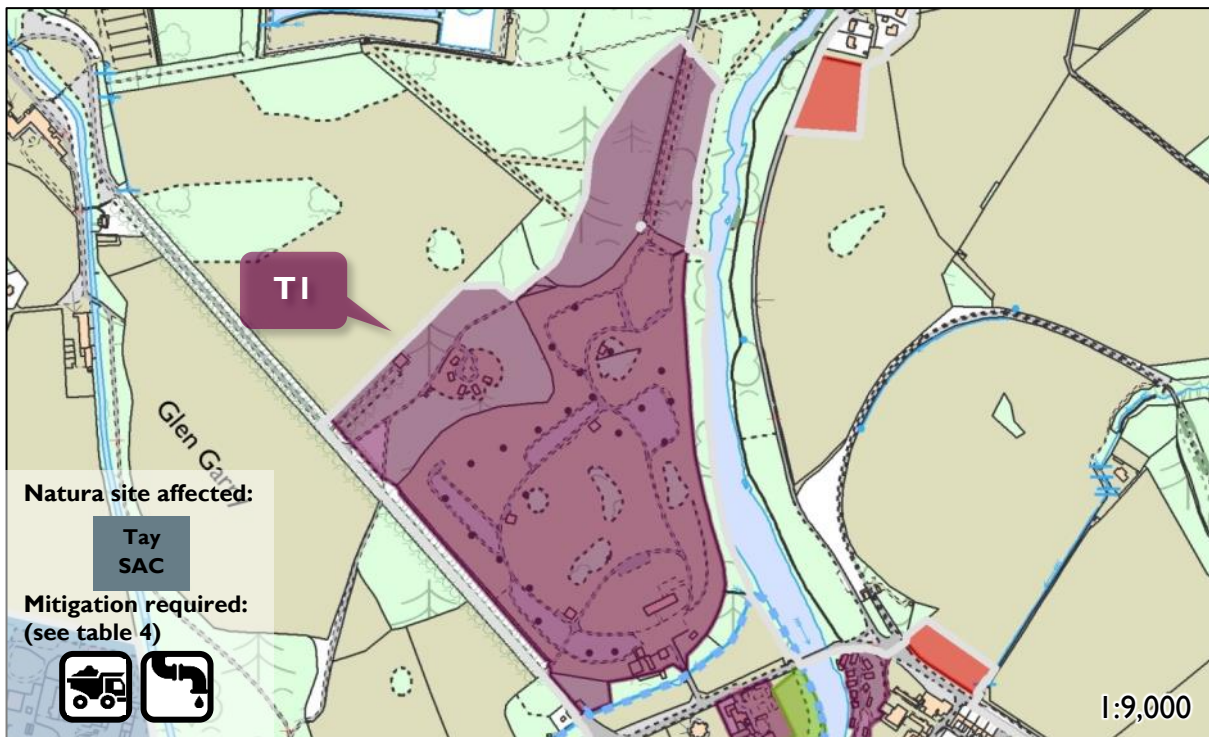 T1
Glen Garry
Natura site affected:
Tay
SAC
Mitigation required:
(see table 4)
1:9,000